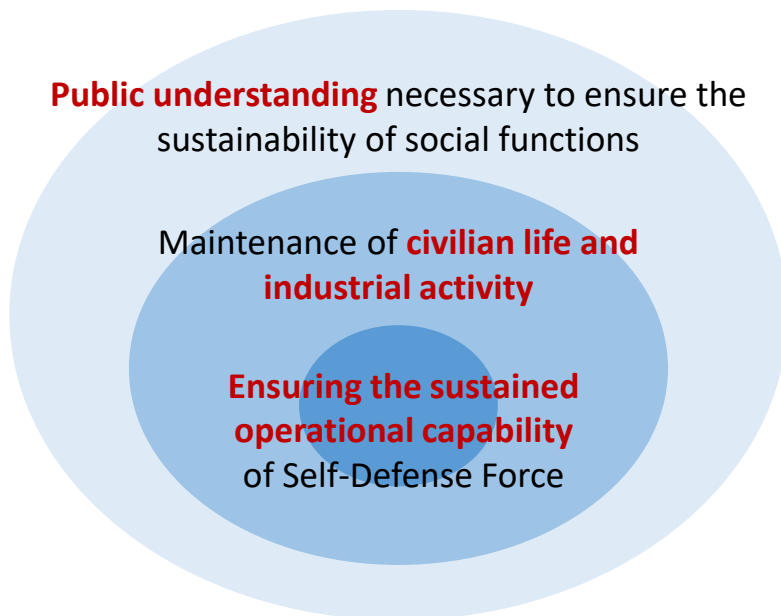 Public understanding necessary to ensure the
sustainability of social functions
Maintenance of civilian life and
industrial activity
Ensuring the sustained
operational capability
of Self-Defense Force